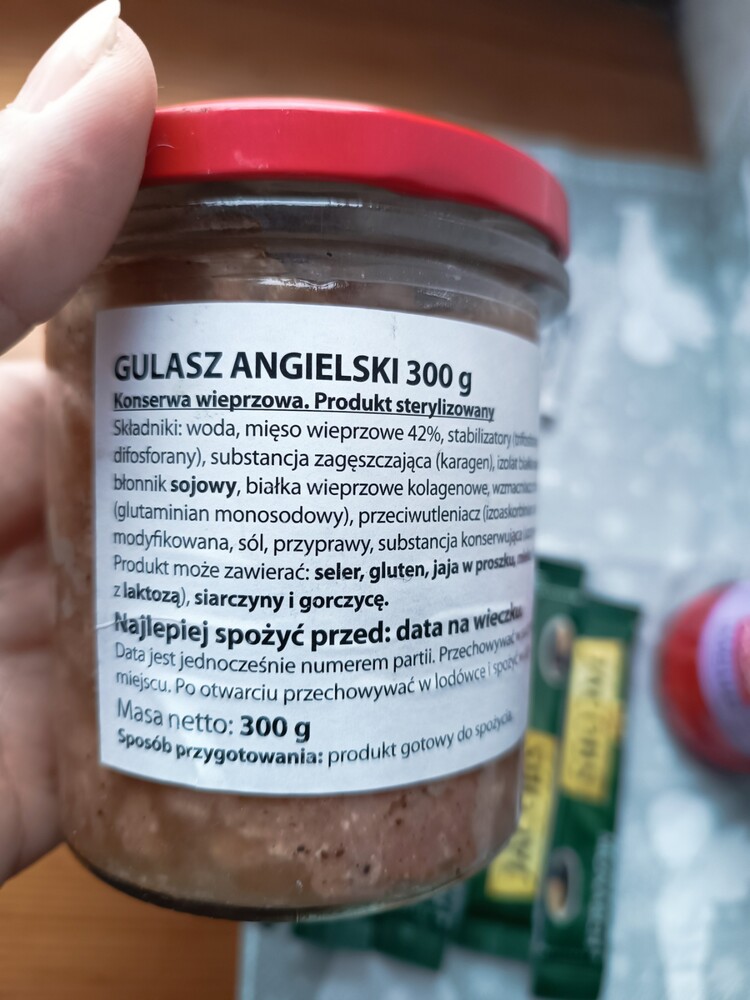 GULASZ ANGIELSKI 300 g
Konserwa wieprzowa. Produkt sterylizowany
Składniki: woda, mięso wieprzowe 42%, stabilizatory
difosforany), substancja zagęszczająca (karagen), izolat
błonnik sojowy, białka wieprzowe kolagenowe,
(glutaminian monosodowy), przeciwutleniacz
modyfikowana, sól, przyprawy, substancja konserwująca
Produkt może zawierać: seler, gluten, jaja w proszku,
z laktozą), siarczyny i gorczycę.
Najlepiej spożyć przed: data na wieczku.
Data jest jednocześnie numerem partii. Przechowywać w
miejscu. Po otwarciu przechowywać w lodówce i spożyć
Masa netto: 300 g
Sposób przygotowania: produkt gotowy do spożycia.